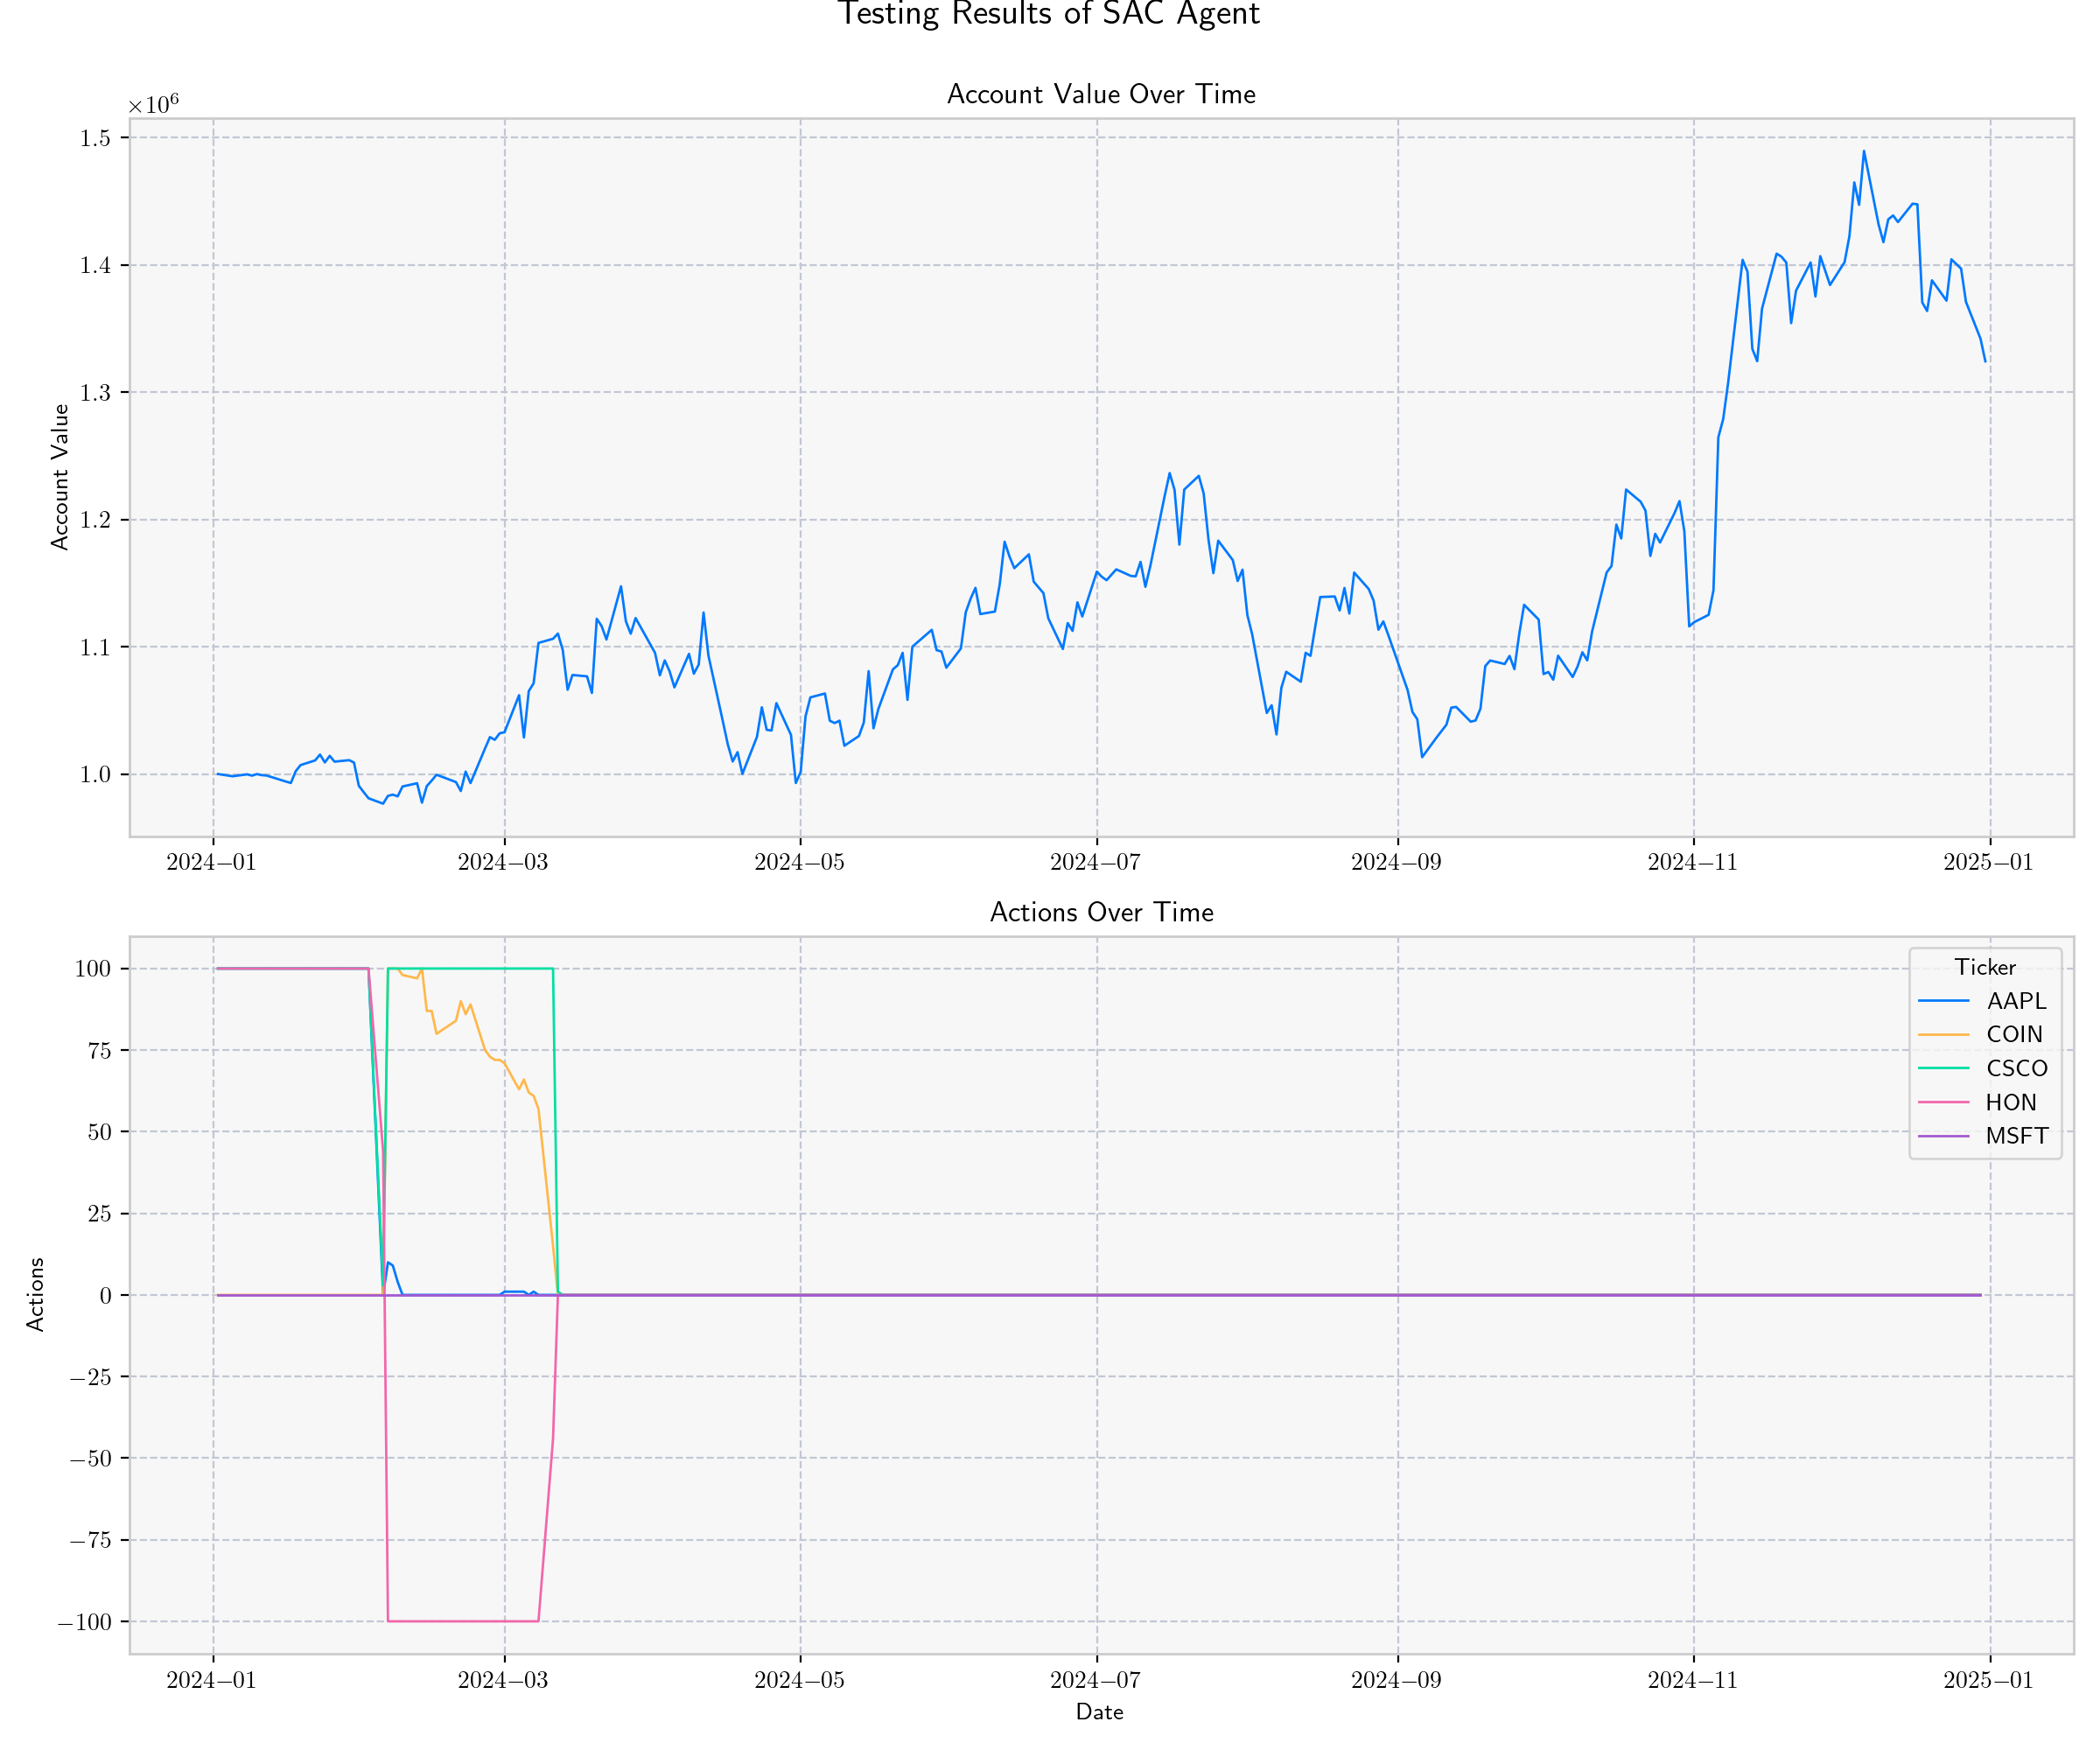 Testing Results of SAC Agent
Account Value Over Time
×10⁶
1.5
1.4
1.3
1.2
1.1
1.0
Account Value
2024−01 2024−03 2024−05 2024−07 2024−09 2024−11 2025−01
Actions Over Time
100
75
50
25
0
−25
−50
−75
−100
Actions
Ticker
AAPL
COIN
CSCO
HON
MSFT
2024−01 2024−03 2024−05 2024−07 2024−09 2024−11 2025−01
Date